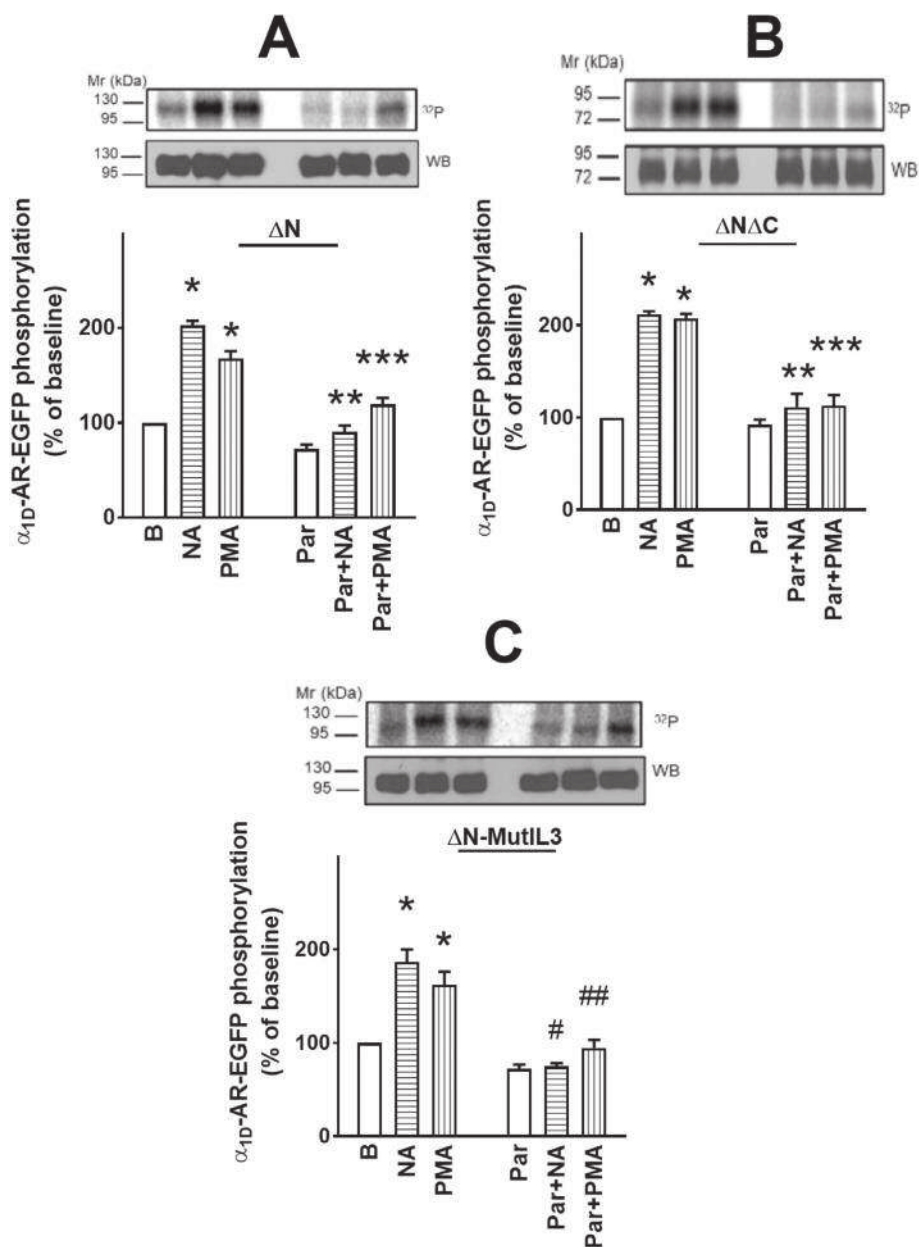 A
Mr (kDa)
130
95
32P
130
95
WB
ΔN
α1D-AR-EGFP phosphorylation
(% of baseline)
200
100
0
*
*
**
***
B
NA
PMA
Par
Par+NA
Par+PMA
B
Mr (kDa)
95
72
32P
95
72
WB
ΔNΔC
α1D-AR-EGFP phosphorylation
(% of baseline)
200
100
0
*
*
**
***
B
NA
PMA
Par
Par+NA
Par+PMA
C
Mr (kDa)
130
95
32P
130
95
WB
ΔN-MutIL3
α1D-AR-EGFP phosphorylation
(% of baseline)
200
100
0
*
*
#
##
B
NA
PMA
Par
Par+NA
Par+PMA